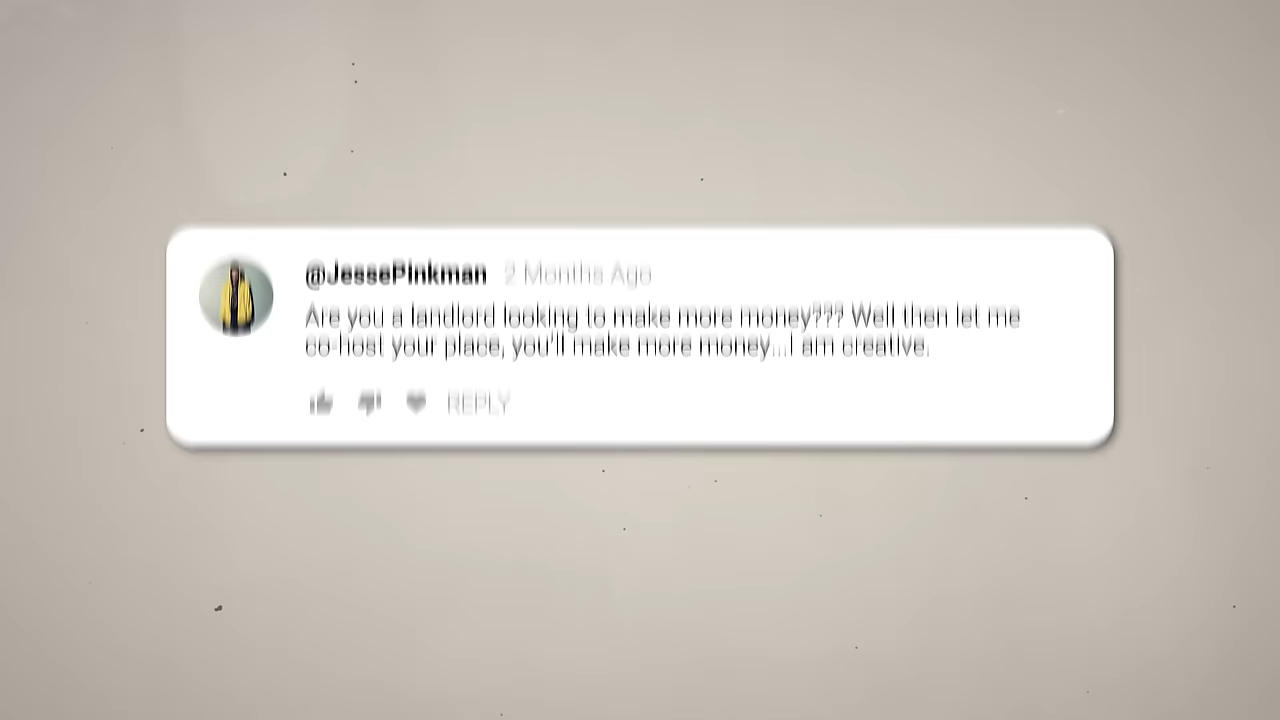 @JessePinkman 2 Months Ago
Are you a landlord looking to make more money??? Well then let me
co-host your place, you'll make more money...I am creative.
REPLY